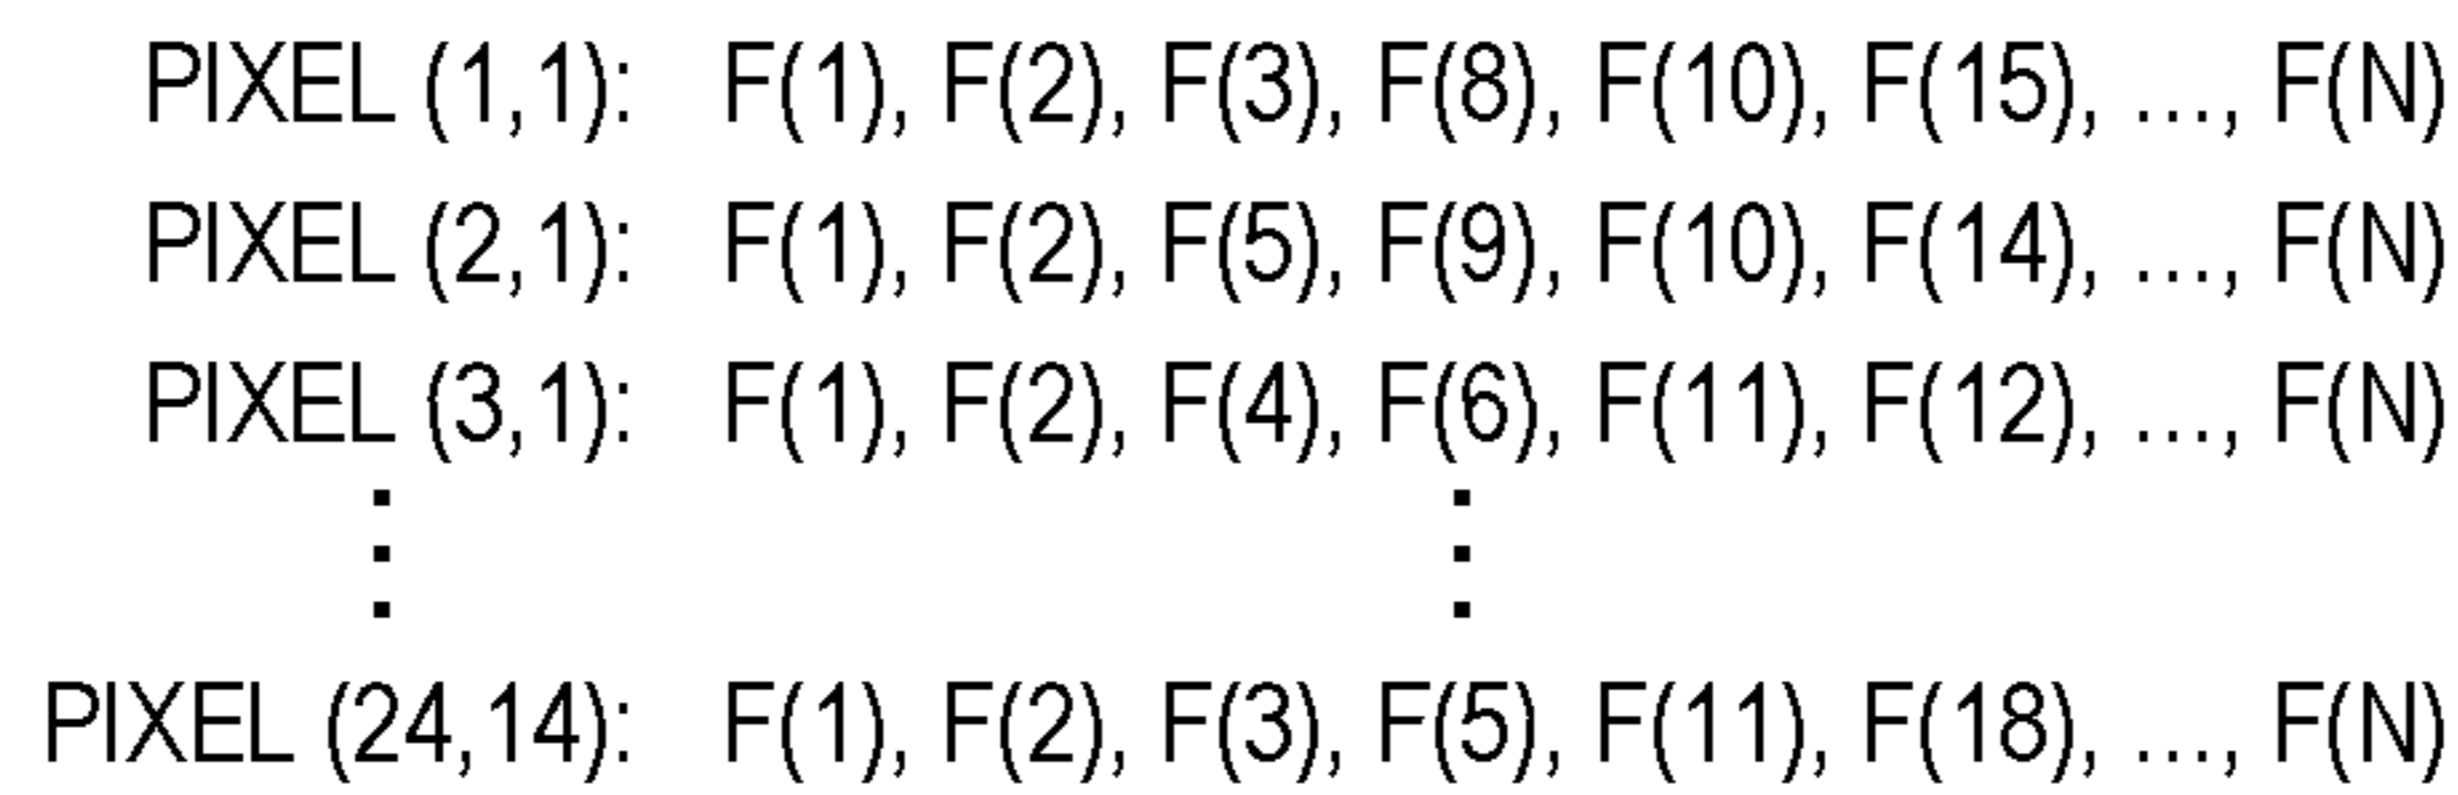 PIXEL (1,1): F(1), F(2), F(3), F(8), F(10), F(15), ..., F(N)
PIXEL (2,1): F(1), F(2), F(5), F(9), F(10), F(14), ..., F(N)
PIXEL (3,1): F(1), F(2), F(4), F(6), F(11), F(12), ..., F(N)
PIXEL (24,14): F(1), F(2), F(3), F(5), F(11), F(18), ..., F(N)